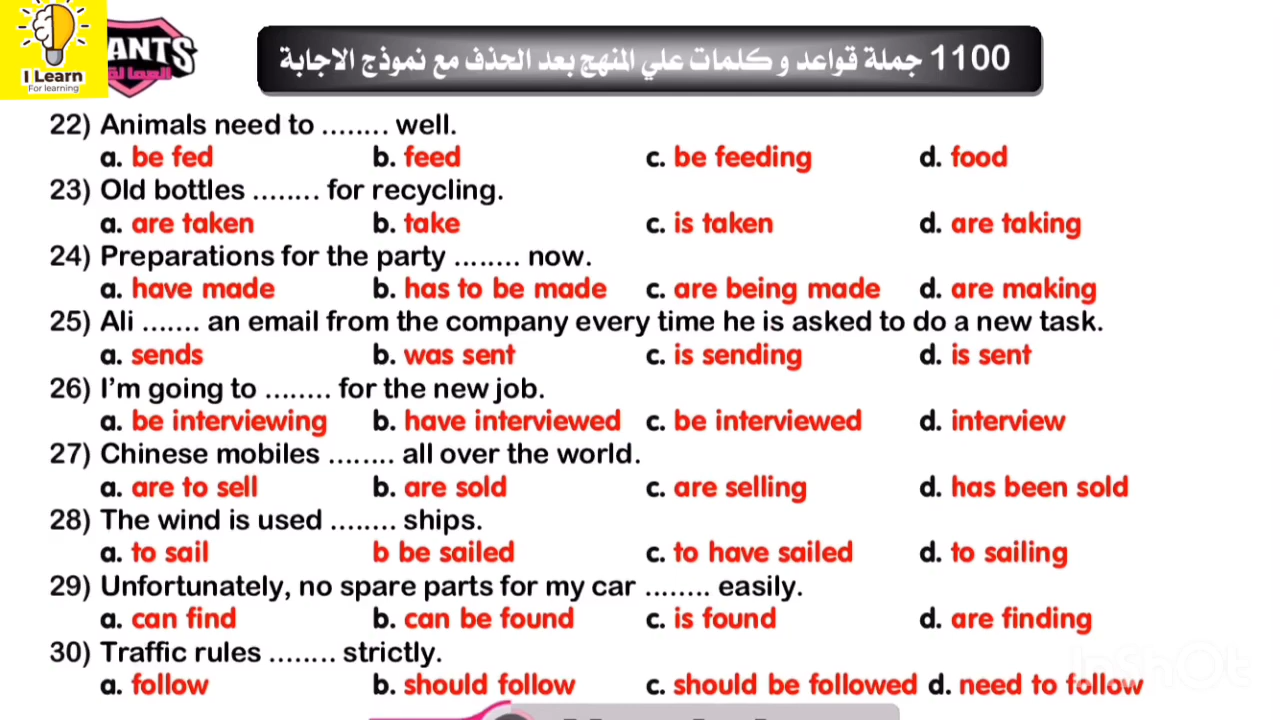 I Learn
For learning
ANTS
العمالقة
1100 جملة قواعد و كلمات علي المنهج بعد الحذف مع نموذج الاجابة
22) Animals need to ........ well.
a. be fed b. feed c. be feeding d. food
23) Old bottles ........ for recycling.
a. are taken b. take c. is taken d. are taking
24) Preparations for the party ........ now.
a. have made b. has to be made c. are being made d. are making
25) Ali ....... an email from the company every time he is asked to do a new task.
a. sends b. was sent c. is sending d. is sent
26) I’m going to ........ for the new job.
a. be interviewing b. have interviewed c. be interviewed d. interview
27) Chinese mobiles ........ all over the world.
a. are to sell b. are sold c. are selling d. has been sold
28) The wind is used ........ ships.
a. to sail b be sailed c. to have sailed d. to sailing
29) Unfortunately, no spare parts for my car ........ easily.
a. can find b. can be found c. is found d. are finding
30) Traffic rules ........ strictly.
a. follow b. should follow c. should be followed d. need to follow
InShOt